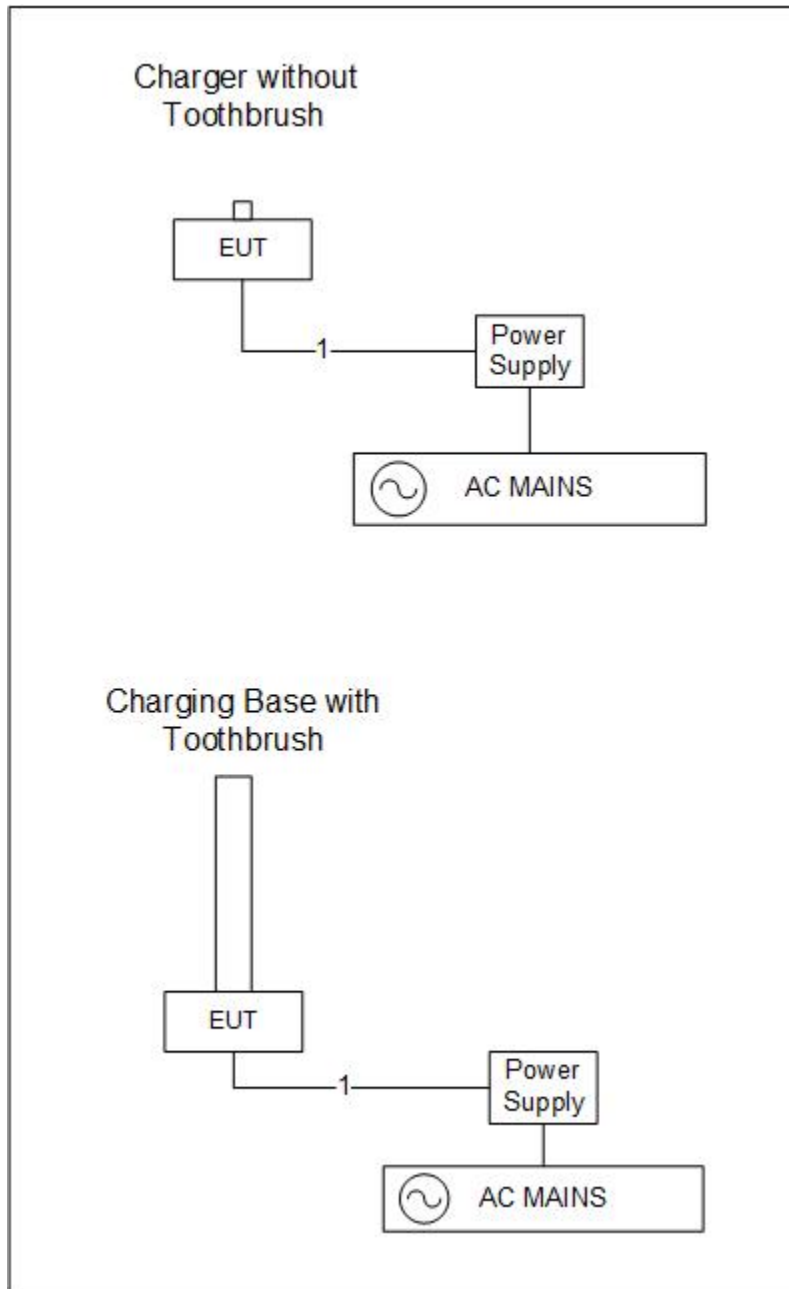 Charger without
Toothbrush
EUT
1
Power
Supply
AC MAINS
Charging Base with
Toothbrush
EUT
1
Power
Supply
AC MAINS